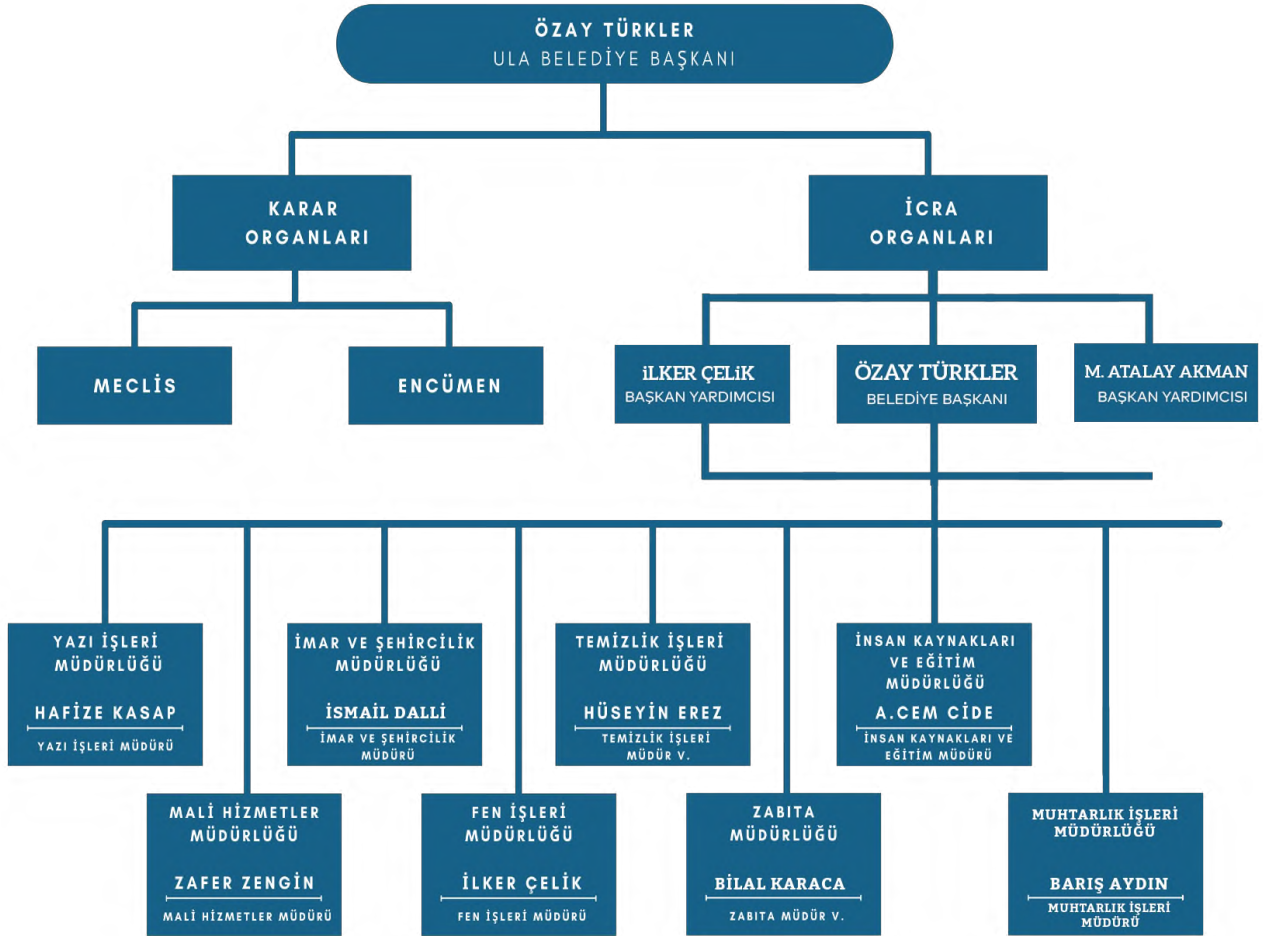 ÖZAY TÜRKLER
ULA BELEDİYE BAŞKANI
KARAR
ORGANLARI
İCRA
ORGANLARI
MECLİS
ENCÜMEN
iLKER ÇELiK
BAŞKAN YARDIMCISI
ÖZAY TÜRKLER
BELEDİYE BAŞKANI
M. ATALAY AKMAN
BAŞKAN YARDIMCISI
YAZI İŞLERİ
MÜDÜRLÜĞÜ
HAFİZE KASAP
YAZI İŞLERİ MÜDÜRÜ
İMAR VE ŞEHİRCİLİK
MÜDÜRLÜĞÜ
İSMAİL DALLİ
İMAR VE ŞEHİRCİLİK
MÜDÜRÜ
TEMİZLİK İŞLERİ
MÜDÜRLÜĞÜ
HÜSEYİN EREZ
TEMİZLİK İŞLERİ
MÜDÜR V.
İNSAN KAYNAKLARI
VE EĞİTİM
MÜDÜRLÜĞÜ
A.CEM CİDE
İNSAN KAYNAKLARI VE
EĞİTİM MÜDÜRÜ
MALİ HİZMETLER
MÜDÜRLÜĞÜ
ZAFER ZENGİN
MALİ HİZMETLER MÜDÜRÜ
FEN İŞLERİ
MÜDÜRLÜĞÜ
İLKER ÇELİK
FEN İŞLERİ MÜDÜRÜ
ZABITA
MÜDÜRLÜĞÜ
BİLAL KARACA
ZABITA MÜDÜR V.
MUHTARLIK İŞLERİ
MÜDÜRLÜĞÜ
BARIŞ AYDIN
MUHTARLIK İŞLERİ
MÜDÜRÜ